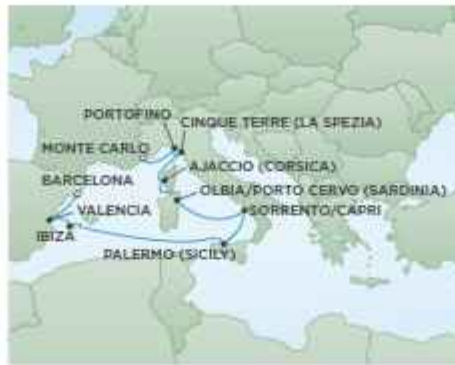 PORTOFINO
CINQUE TERRE (LA SPEZIA)
MONTE CARLO
AJACCIO (CORSICA)
BARCELONA
OLBIA/PORTO CERVO (SARDINIA)
VALENCIA
SORRENTO/CAPRI
IBIZA
PALERMO (SICILY)